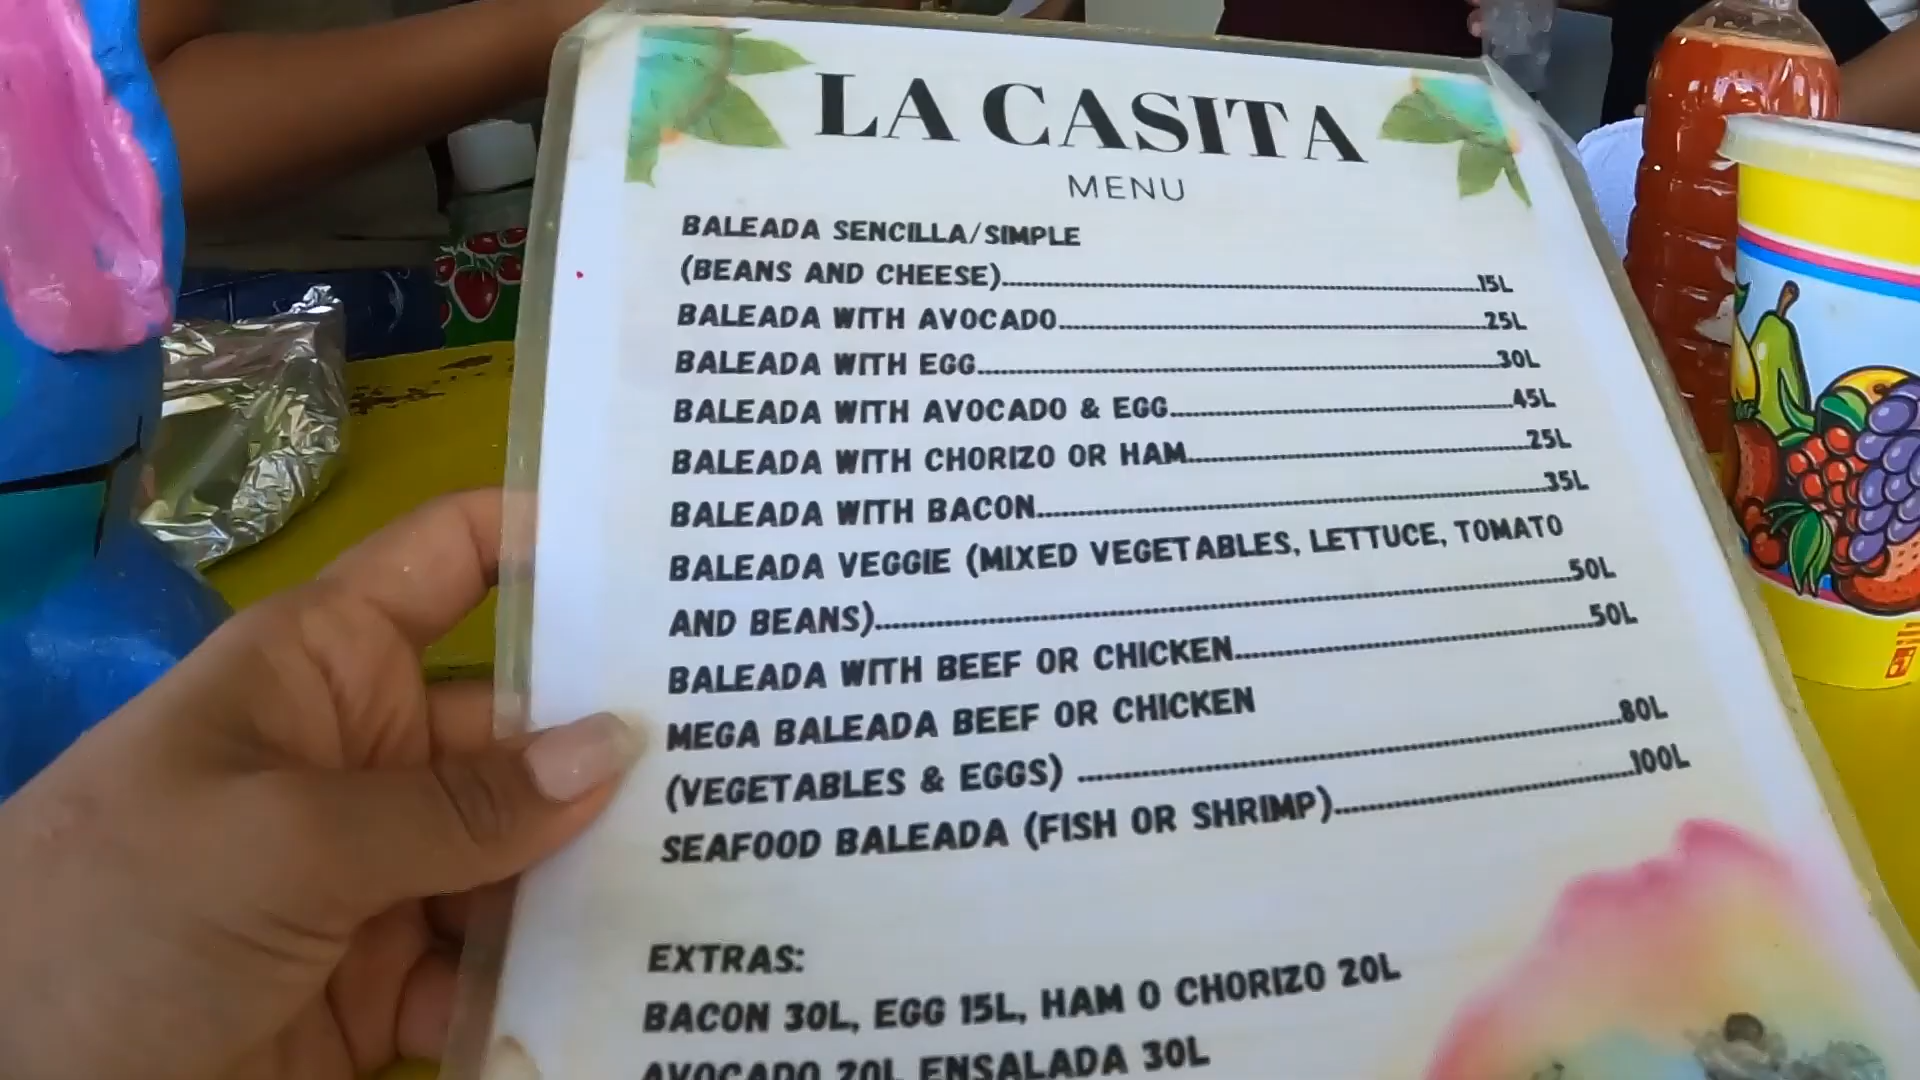 LA CASITA
MENU
BALEADA SENCILLA/SIMPLE
(BEANS AND CHEESE)...15L
BALEADA WITH AVOCADO...25L
BALEADA WITH EGG...30L
BALEADA WITH AVOCADO & EGG...45L
BALEADA WITH CHORIZO OR HAM...25L
BALEADA WITH BACON...35L
BALEADA VEGGIE (MIXED VEGETABLES, LETTUCE, TOMATO
AND BEANS)...50L
BALEADA WITH BEEF OR CHICKEN...50L
MEGA BALEADA BEEF OR CHICKEN
(VEGETABLES & EGGS) ...80L
SEAFOOD BALEADA (FISH OR SHRIMP)...100L
EXTRAS:
BACON 30L, EGG 15L, HAM O CHORIZO 20L
AVOCADO 20L ENSALADA 30L